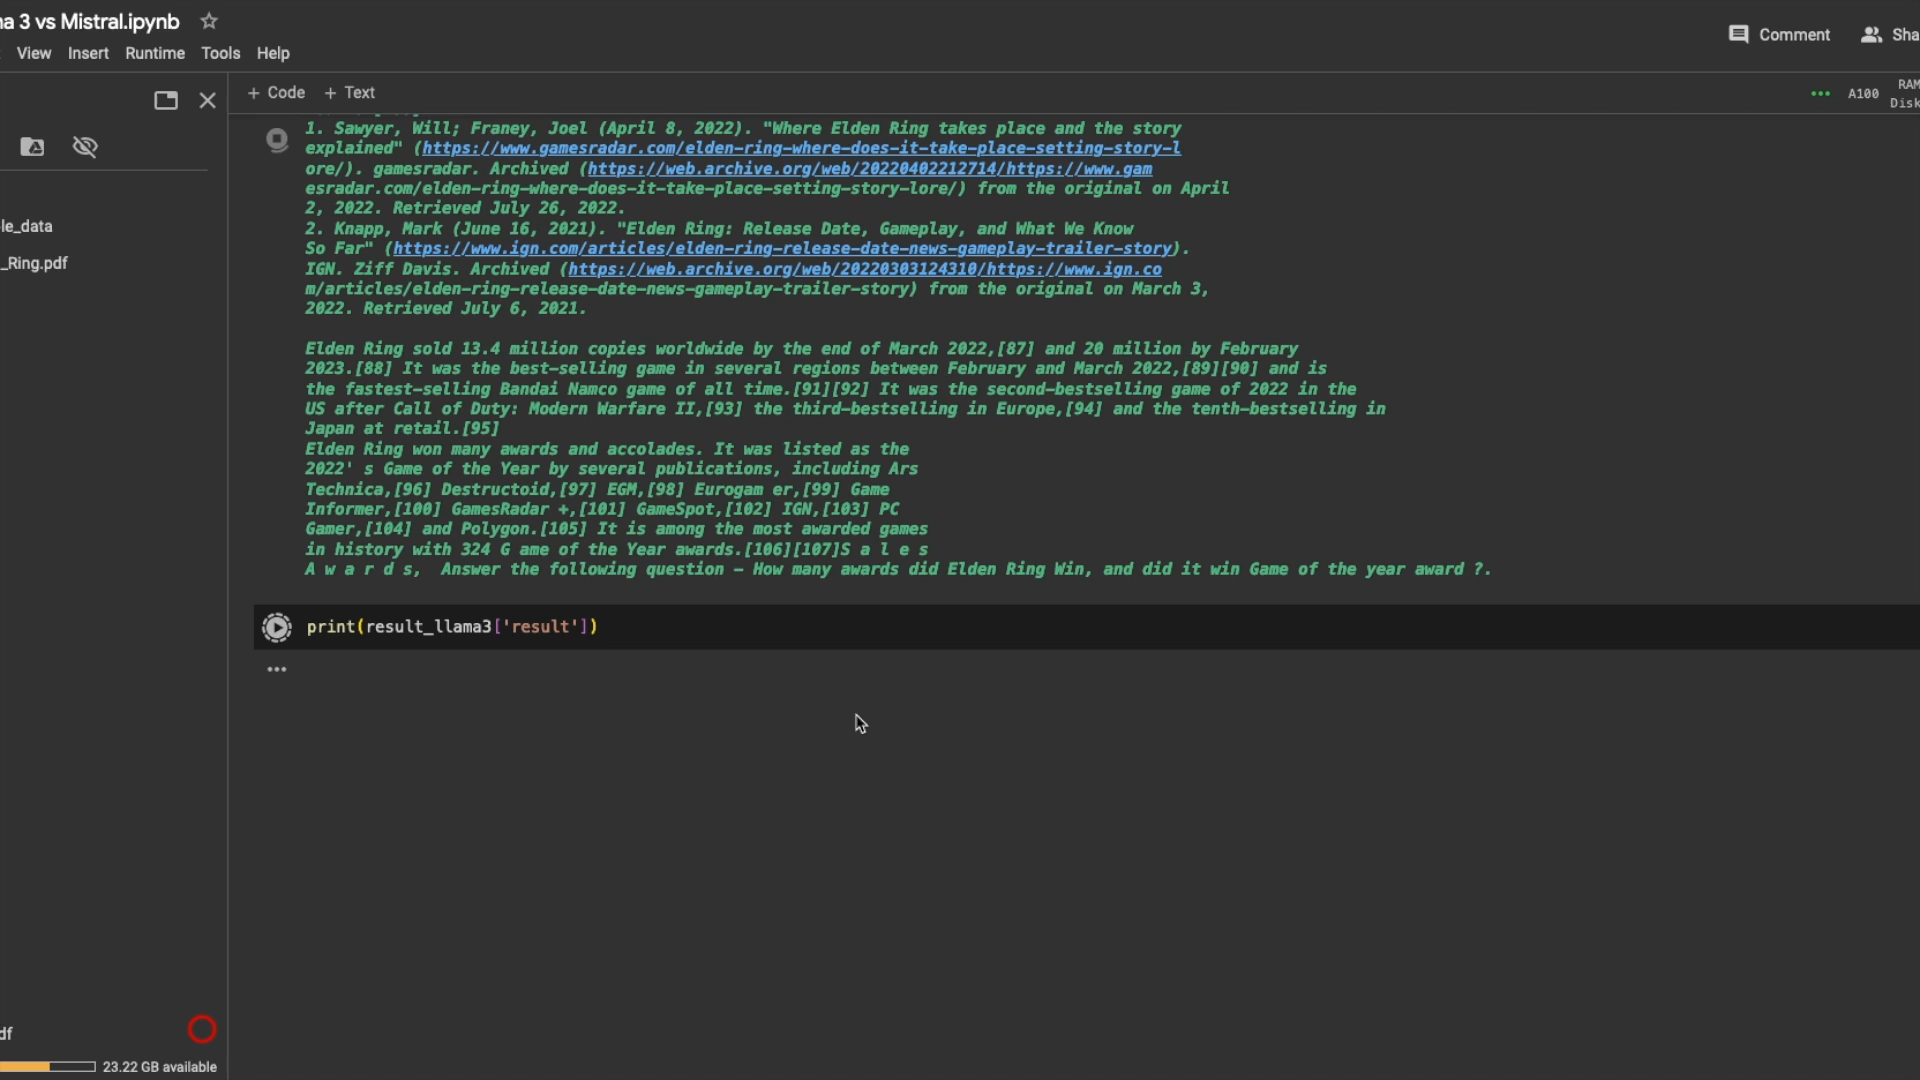 na 3 vs Mistral.ipynb
View Insert Runtime Tools Help
Comment
Sha
+ Code + Text
A100
RAM
Disk
le_data
_Ring.pdf
1. Sawyer, Will; Franey, Joel (April 8, 2022). "Where Elden Ring takes place and the story
explained" (https://www.gamesradar.com/elden-ring-where-does-it-take-place-setting-story-l
ore/). gamesradar. Archived (https://web.archive.org/web/20220402212714/https://www.gam
esradar.com/elden-ring-where-does-it-take-place-setting-story-lore/) from the original on April
2, 2022. Retrieved July 26, 2022.
2. Knapp, Mark (June 16, 2021). "Elden Ring: Release Date, Gameplay, and What We Know
So Far" (https://www.ign.com/articles/elden-ring-release-date-news-gameplay-trailer-story).
IGN. Ziff Davis. Archived (https://web.archive.org/web/20220303124310/https://www.ign.co
m/articles/elden-ring-release-date-news-gameplay-trailer-story) from the original on March 3,
2022. Retrieved July 6, 2021.
Elden Ring sold 13.4 million copies worldwide by the end of March 2022,[87] and 20 million by February
2023.[88] It was the best-selling game in several regions between February and March 2022,[89][90] and is
the fastest-selling Bandai Namco game of all time.[91][92] It was the second-bestselling game of 2022 in the
US after Call of Duty: Modern Warfare II,[93] the third-bestselling in Europe,[94] and the tenth-bestselling in
Japan at retail.[95]
Elden Ring won many awards and accolades. It was listed as the
2022' s Game of the Year by several publications, including Ars
Technica,[96] Destructoid,[97] EGM,[98] Eurogam er,[99] Game
Informer,[100] GamesRadar +,[101] GameSpot,[102] IGN,[103] PC
Gamer,[104] and Polygon.[105] It is among the most awarded games
in history with 324 G ame of the Year awards.[106][107]S a l e s
A w a r d s,  Answer the following question – How many awards did Elden Ring Win, and did it win Game of the year award ?.
print(result_llama3['result'])
df
23.22 GB available